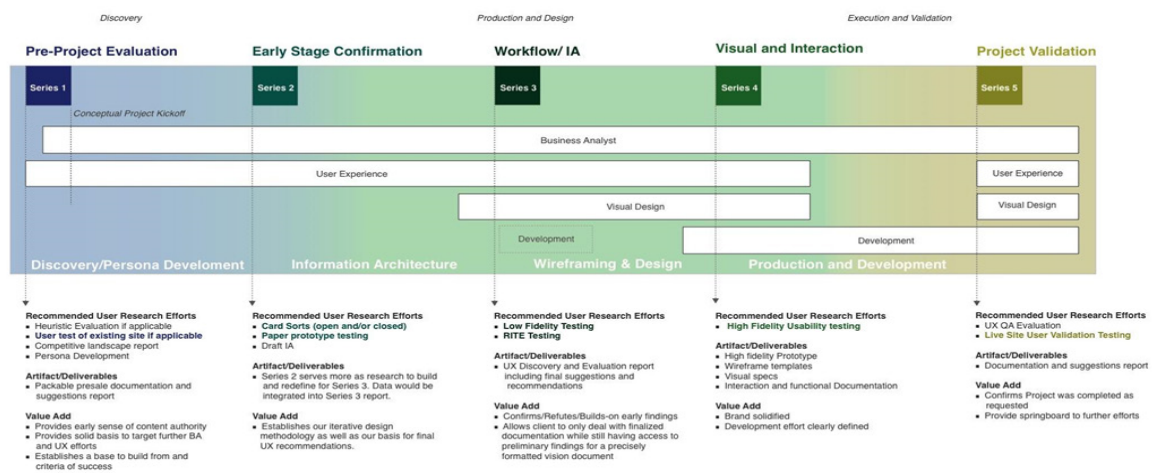 Discovery
Production and Design
Execution and Validation
Pre-Project Evaluation
Early Stage Confirmation
Workflow/ IA
Visual and Interaction
Project Validation
Series 1
Series 2
Series 3
Series 4
Series 5
Conceptual Project Kickoff
Business Analyst
User Experience
User Experience
Visual Design
Visual Design
Development
Development
Discovery/Persona Develoment
Information Architecture
Wireframing & Design
Production and Development
Recommended User Research Efforts
▪ Heuristic Evaluation if applicable
▪ User test of existing site if applicable
▪ Competitive landscape report
▪ Persona Development
Artifact/Deliverables
▪ Packable presale documentation and
suggestions report
Value Add
▪ Provides early sense of content authority
▪ Provides solid basis to target further BA
and UX efforts
▪ Establishes a base to build from and
criteria of success
Recommended User Research Efforts
▪ Card Sorts (open and/or closed)
▪ Paper prototype testing
▪ Draft IA
Artifact/Deliverables
▪ Series 2 serves more as research to build
and redefine for Series 3. Data would be
integrated into Series 3 report.
Value Add
▪ Establishes our iterative design
methodology as well as our basis for final
UX recommendations.
Recommended User Research Efforts
▪ Low Fidelity Testing
▪ RITE Testing
Artifact/Deliverables
▪ UX Discovery and Evaluation report
including final suggestions and
recommendations
Value Add
▪ Confirms/Refutes/Builds-on early findings
▪ Allows client to only deal with finalized
documentation while still having access to
preliminary findings for a precisely
formatted vision document
Recommended User Research Efforts
▪ High Fidelity Usability testing
Artifact/Deliverables
▪ High fidelity Prototype
▪ Wireframe templates
▪ Visual specs
▪ Interaction and functional Documentation
Value Add
▪ Brand solidified
▪ Development effort clearly defined
Recommended User Research Efforts
▪ UX QA Evaluation
▪ Live Site User Validation Testing
Artifact/Deliverables
▪ Documentation and suggestions report
Value Add
▪ Confirms Project was completed as
requested
▪ Provide springboard to further efforts